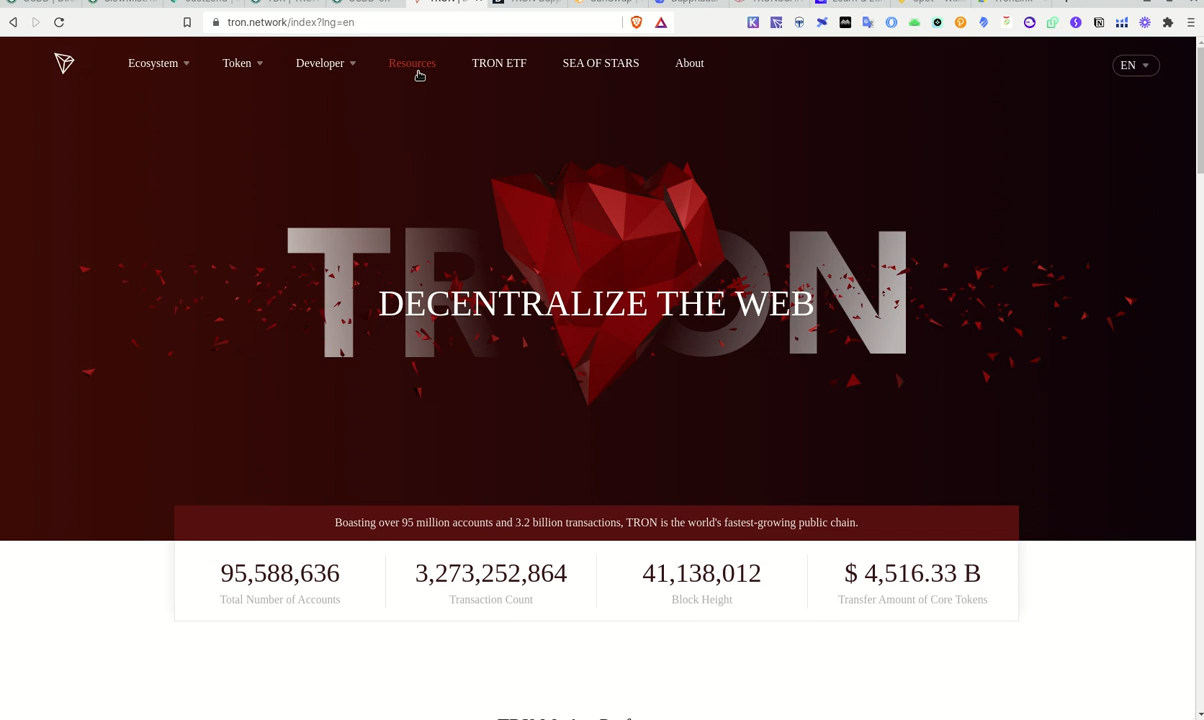 tron.network/index?lng=en
Ecosystem Token Developer Resources TRON ETF SEA OF STARS About EN
TRON
DECENTRALIZE THE WEB
Boasting over 95 million accounts and 3.2 billion transactions, TRON is the world's fastest-growing public chain.
95,588,636 3,273,252,864 41,138,012 $ 4,516.33 B
Total Number of Accounts Transaction Count Block Height Transfer Amount of Core Tokens